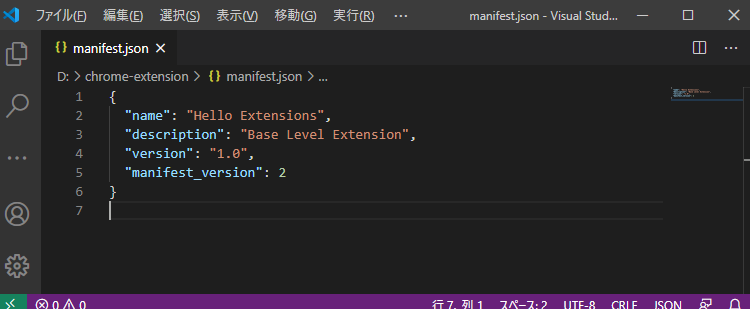 ファイル(F) 編集(E) 選択(S) 表示(V) 移動(G) 実行(R) manifest.json - Visual Stud...
{ } manifest.json ×
D: > chrome-extension > { } manifest.json > ...
1 {
2 "name": "Hello Extensions",
3 "description": "Base Level Extension",
4 "version": "1.0",
5 "manifest_version": 2
6 }
7
0 0 行 7、列 1 スペース: 2 UTF-8 CRLF JSON